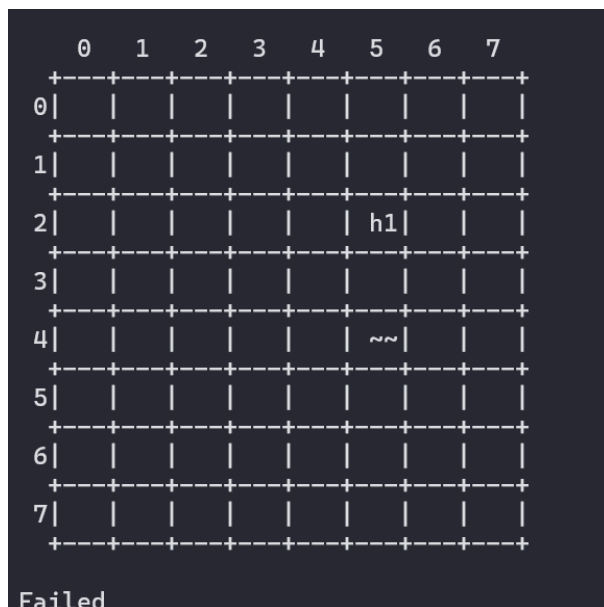 0   1   2   3   4   5   6   7
  +---+---+---+---+---+---+---+---+
0|   |   |   |   |   |   |   |   |
  +---+---+---+---+---+---+---+---+
1|   |   |   |   |   |   |   |   |
  +---+---+---+---+---+---+---+---+
2|   |   |   |   |   | h1|   |   |
  +---+---+---+---+---+---+---+---+
3|   |   |   |   |   |   |   |   |
  +---+---+---+---+---+---+---+---+
4|   |   |   |   |   | ~~|   |   |
  +---+---+---+---+---+---+---+---+
5|   |   |   |   |   |   |   |   |
  +---+---+---+---+---+---+---+---+
6|   |   |   |   |   |   |   |   |
  +---+---+---+---+---+---+---+---+
7|   |   |   |   |   |   |   |   |
  +---+---+---+---+---+---+---+---+
Failed